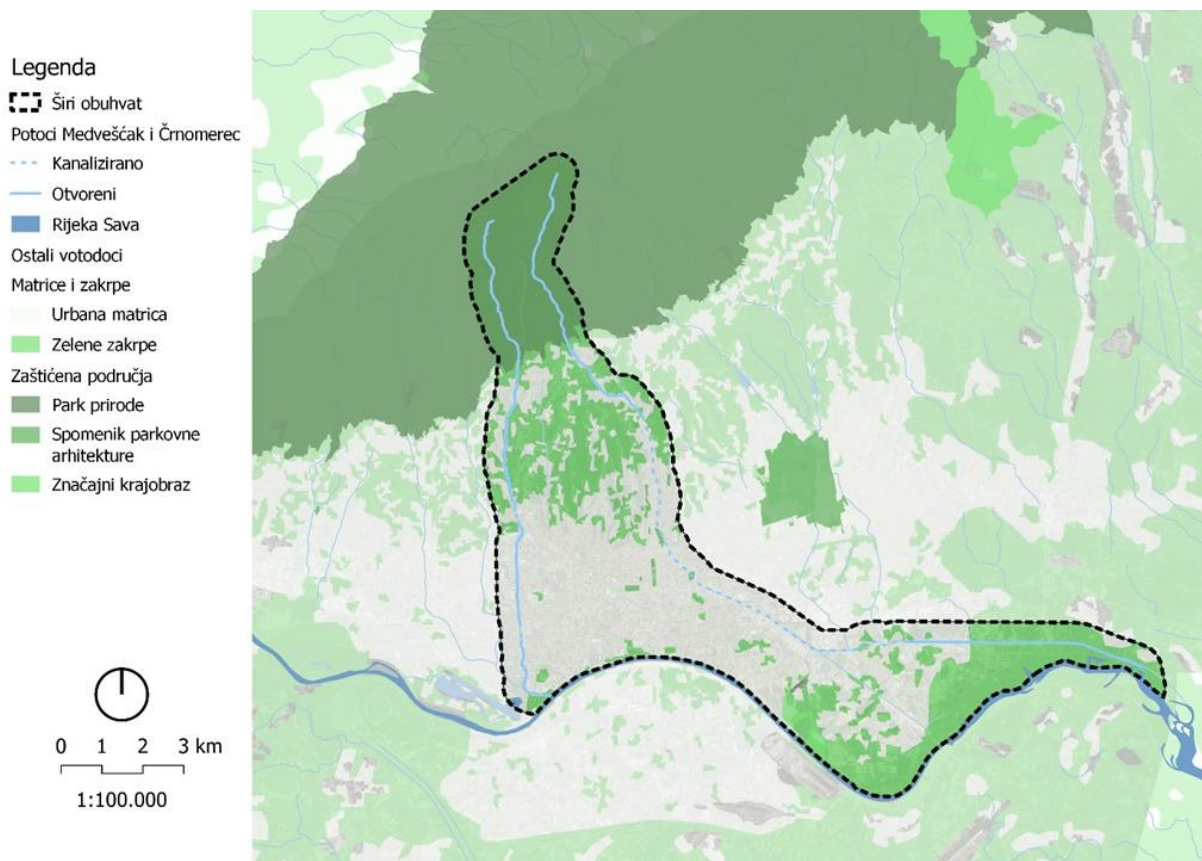 Legenda
Širi obuhvat
Potoci Medvešćak i Črnomerec
Kanalizirano
Otvoreni
Rijeka Sava
Ostali votodoci
Matrice i zakrpe
Urbana matrica
Zelene zakrpe
Zaštićena područja
Park prirode
Spomenik parkovne
arhitekture
Značajni krajobraz
0 1 2 3 km
1:100.000